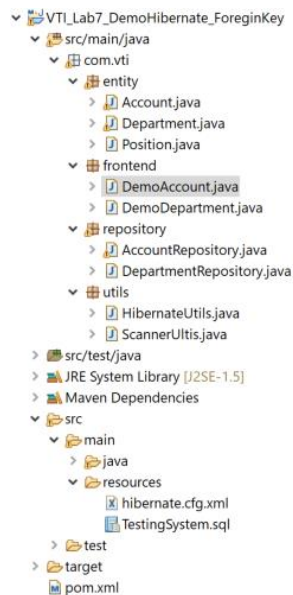 VTI_Lab7_DemoHibernate_ForeginKey
src/main/java
com.vti
entity
Account.java
Department.java
Position.java
frontend
DemoAccount.java
DemoDepartment.java
repository
AccountRepository.java
DepartmentRepository.java
utils
HibernateUtils.java
ScannerUltis.java
src/test/java
JRE System Library [J2SE-1.5]
Maven Dependencies
src
main
java
resources
hibernate.cfg.xml
TestingSystem.sql
test
target
pom.xml